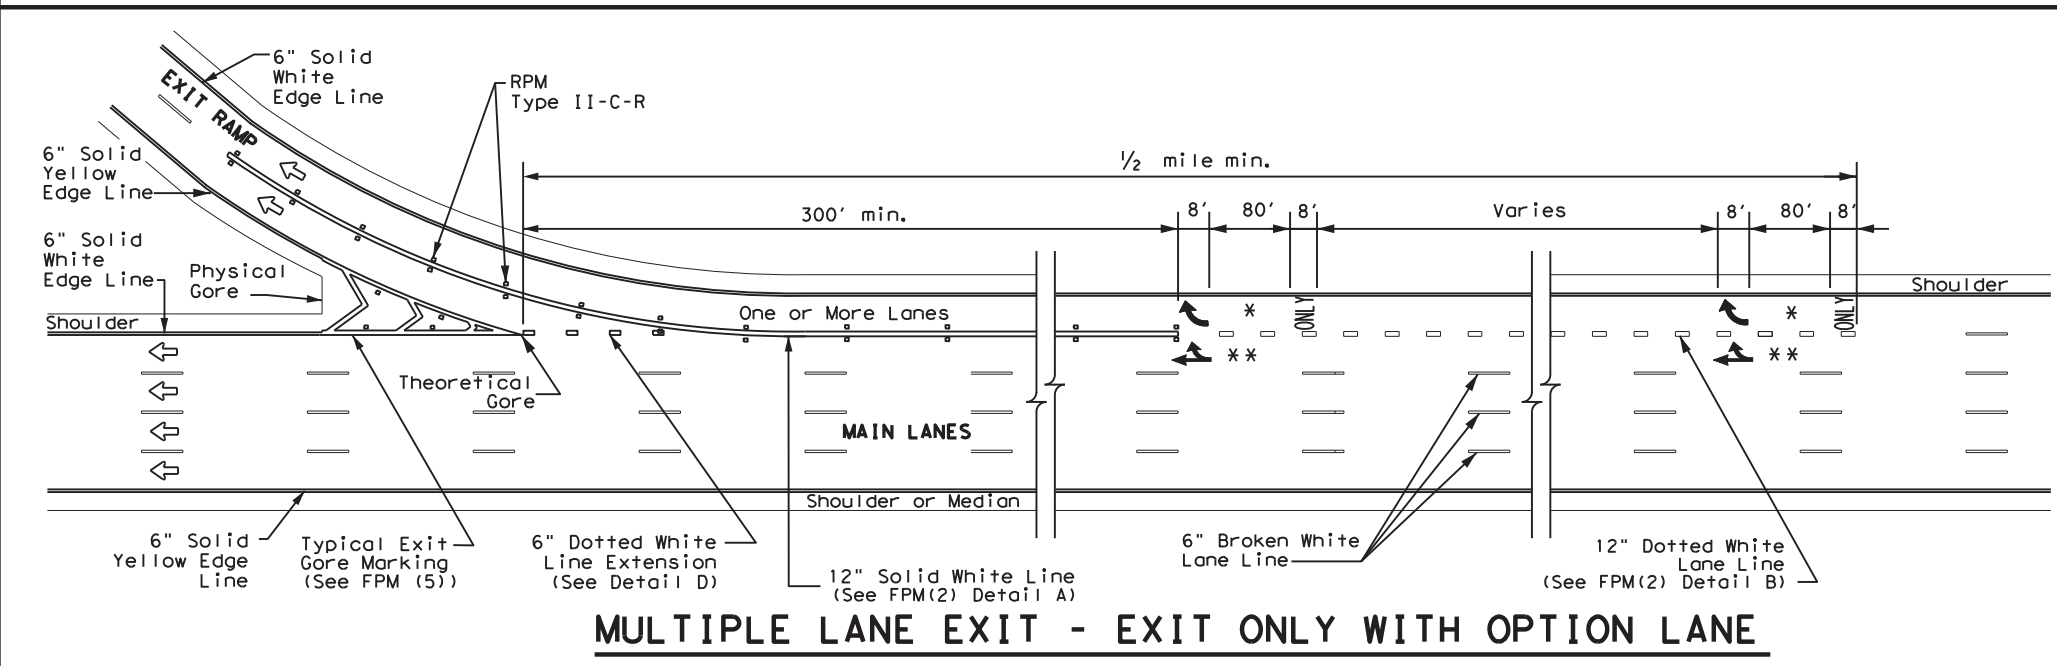 6" Solid
White
Edge Line
EXIT RAMP
RPM
Type II-C-R
6" Solid
Yellow
Edge Line
1/2 mile min.
300' min.
8'
80'
8'
Varies
8'
80'
8'
6" Solid
White
Edge Line
Physical
Gore
Shoulder
Shoulder
One or More Lanes
*
ONLY
*
ONLY
**
**
Theoretical
Gore
MAIN LANES
Shoulder or Median
6" Solid
Yellow Edge
Line
Typical Exit
Gore Marking
(See FPM (5))
6" Dotted White
Line Extension
(See Detail D)
12" Solid White Line
(See FPM(2) Detail A)
6" Broken White
Lane Line
12" Dotted White
Lane Line
(See FPM(2) Detail B)
MULTIPLE LANE EXIT - EXIT ONLY WITH OPTION LANE